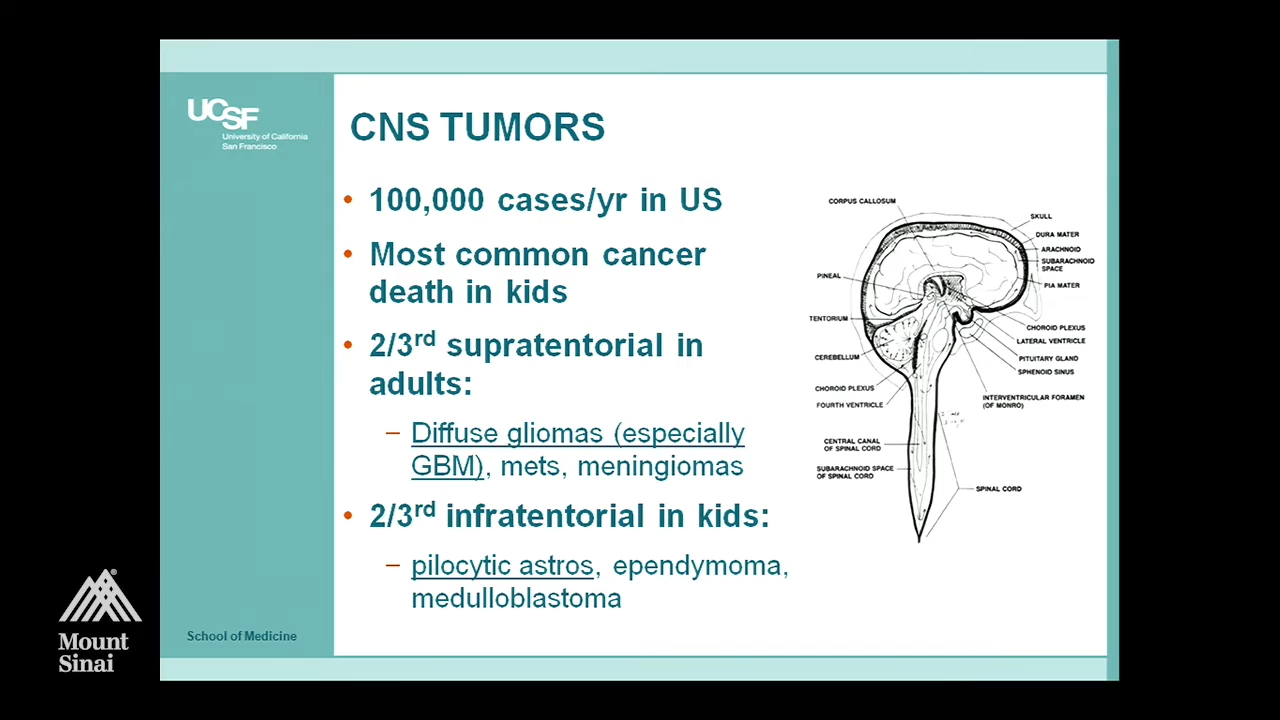 UCSF
University of California
San Francisco
CNS TUMORS
• 100,000 cases/yr in US
• Most common cancer
death in kids
• 2/3rd supratentorial in
adults:
– Diffuse gliomas (especially
GBM), mets, meningiomas
• 2/3rd infratentorial in kids:
– pilocytic astros, ependymoma,
medulloblastoma
CORPUS CALLOSUM
SKULL
DURA MATER
ARACHNOID
SUBARACHNOID
SPACE
PIA MATER
PINEAL
TENTORIUM
CHOROID PLEXUS
LATERAL VENTRICLE
CEREBELLUM
PITUITARY GLAND
SPHENOID SINUS
CHOROID PLEXUS
FOURTH VENTRICLE
INTERVENTRICULAR FORAMEN
(OF MONRO)
CENTRAL CANAL
OF SPINAL CORD
SUBARACHNOID SPACE
OF SPINAL CORD
SPINAL CORD
School of Medicine
Mount
Sinai
®